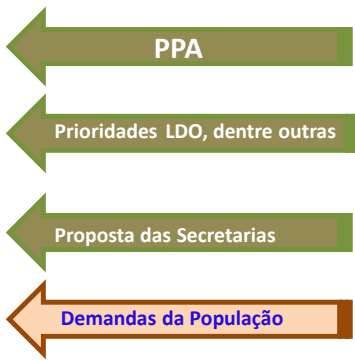 PPA
Prioridades LDO, dentre outras
Proposta das Secretarias
Demandas da População